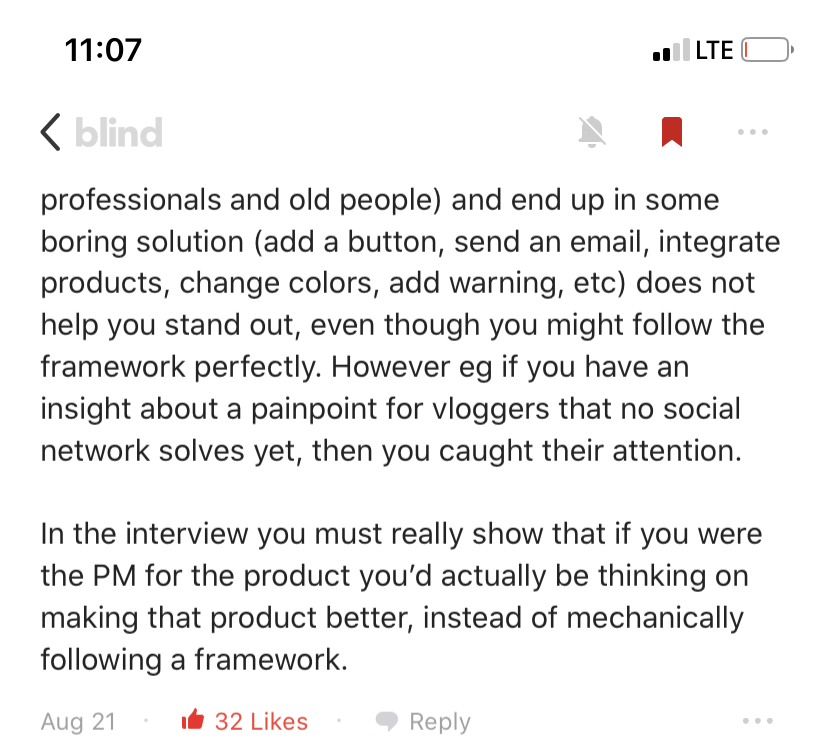 11:07
LTE
blind
professionals and old people) and end up in some
boring solution (add a button, send an email, integrate
products, change colors, add warning, etc) does not
help you stand out, even though you might follow the
framework perfectly. However eg if you have an
insight about a painpoint for vloggers that no social
network solves yet, then you caught their attention.
In the interview you must really show that if you were
the PM for the product you’d actually be thinking on
making that product better, instead of mechanically
following a framework.
Aug 21 · 32 Likes · Reply